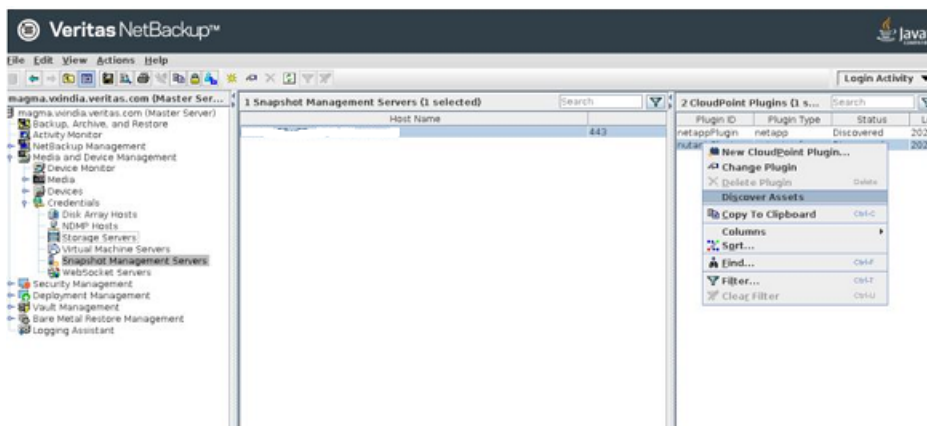 Veritas NetBackup™
Java
File Edit View Actions Help
Login Activity
magma.vxindia.veritas.com (Master Ser...
magma.vxindia.veritas.com (Master Server)
Backup, Archive, and Restore
Activity Monitor
NetBackup Management
Media and Device Management
Device Monitor
Media
Devices
Credentials
Disk Array Hosts
NDMP Hosts
Storage Servers
Virtual Machine Servers
Snapshot Management Servers
WebSocket Servers
Security Management
Deployment Management
Vault Management
Bare Metal Restore Management
Logging Assistant
1 Snapshot Management Servers (1 selected)
Search
Host Name
443
2 CloudPoint Plugins (1 s...
Search
Plugin ID Plugin Type Status L
netappPlugin netapp Discovered 202
nutan 202
New CloudPoint Plugin...
Change Plugin
Delete Plugin Delete
Discover Assets
Copy To Clipboard Ctrl-C
Columns
Sort...
Find... Ctrl-F
Filter... Ctrl-T
Clear Filter Ctrl-U